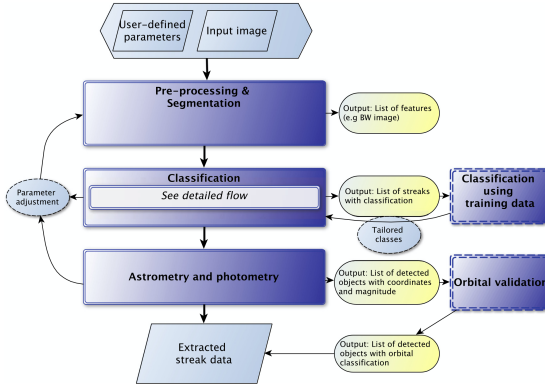 User-defined
parameters
Input image
Pre-processing &
Segmentation
Output: List of features
(e.g BW image)
Classification
See detailed flow
Output: List of streaks
with classification
Classification
using
training data
Parameter
adjustment
Tailored
classes
Astrometry and photometry
Output: List of detected
objects with coordinates
and magnitude
Orbital validation
Extracted
streak data
Output: List of detected
objects with orbital
classification